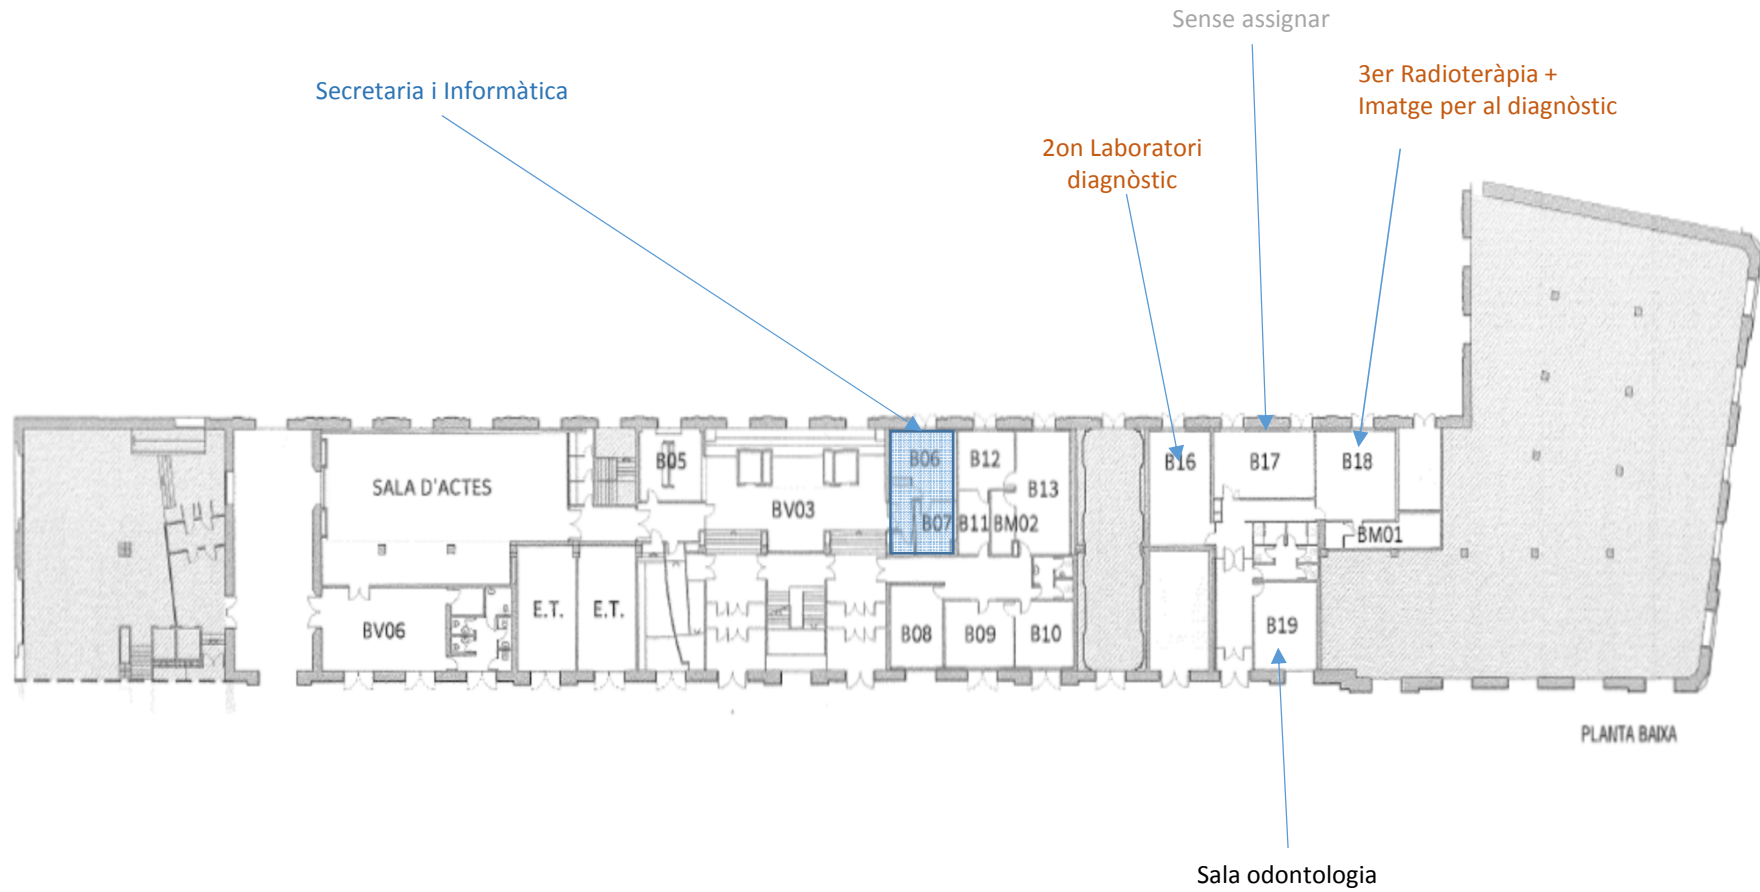 Sense assignar
Secretaria i Informàtica
3er Radioteràpia +
Imatge per al diagnòstic
2on Laboratori
diagnòstic
B05
B06
B12
B16
B17
B18
SALA D'ACTES
B13
BV03
B07
B11
BM02
BM01
E.T.
E.T.
BV06
B08
B09
B10
B19
PLANTA BAIXA
Sala odontologia